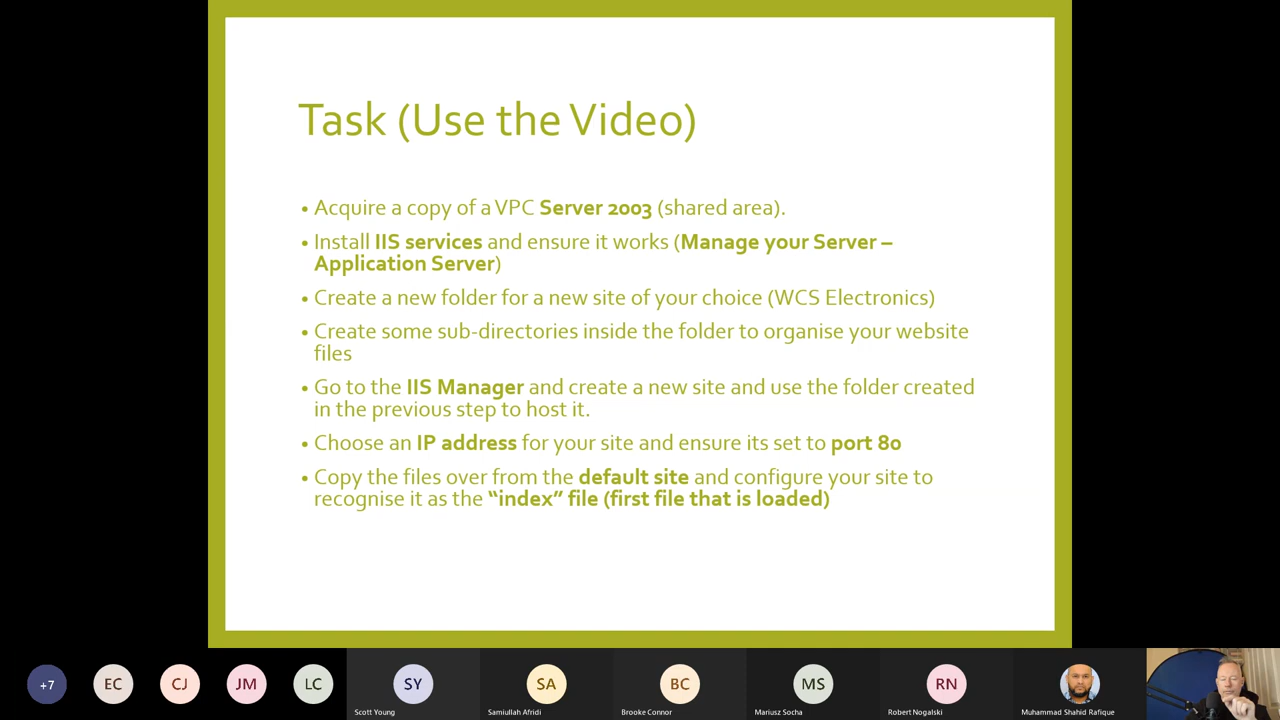 Task (Use the Video)
• Acquire a copy of a VPC Server 2003 (shared area).
• Install IIS services and ensure it works (Manage your Server –
Application Server)
• Create a new folder for a new site of your choice (WCS Electronics)
• Create some sub-directories inside the folder to organise your website
files
• Go to the IIS Manager and create a new site and use the folder created
in the previous step to host it.
• Choose an IP address for your site and ensure its set to port 80
• Copy the files over from the default site and configure your site to
recognise it as the “index” file (first file that is loaded)
+7 EC CJ JM LC SY SA BC MS RN
Scott Young Samiullah Afridi Brooke Connor Mariusz Socha Robert Nogalski Muhammad Shahid Rafique